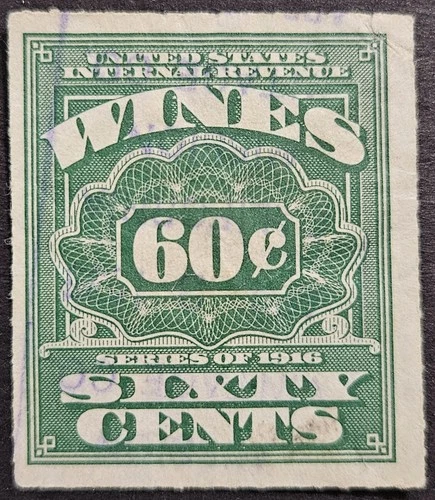 UNITED STATES
INTERNAL REVENUE
WINES
60¢
SERIES OF 1916
SIXTY
CENTS